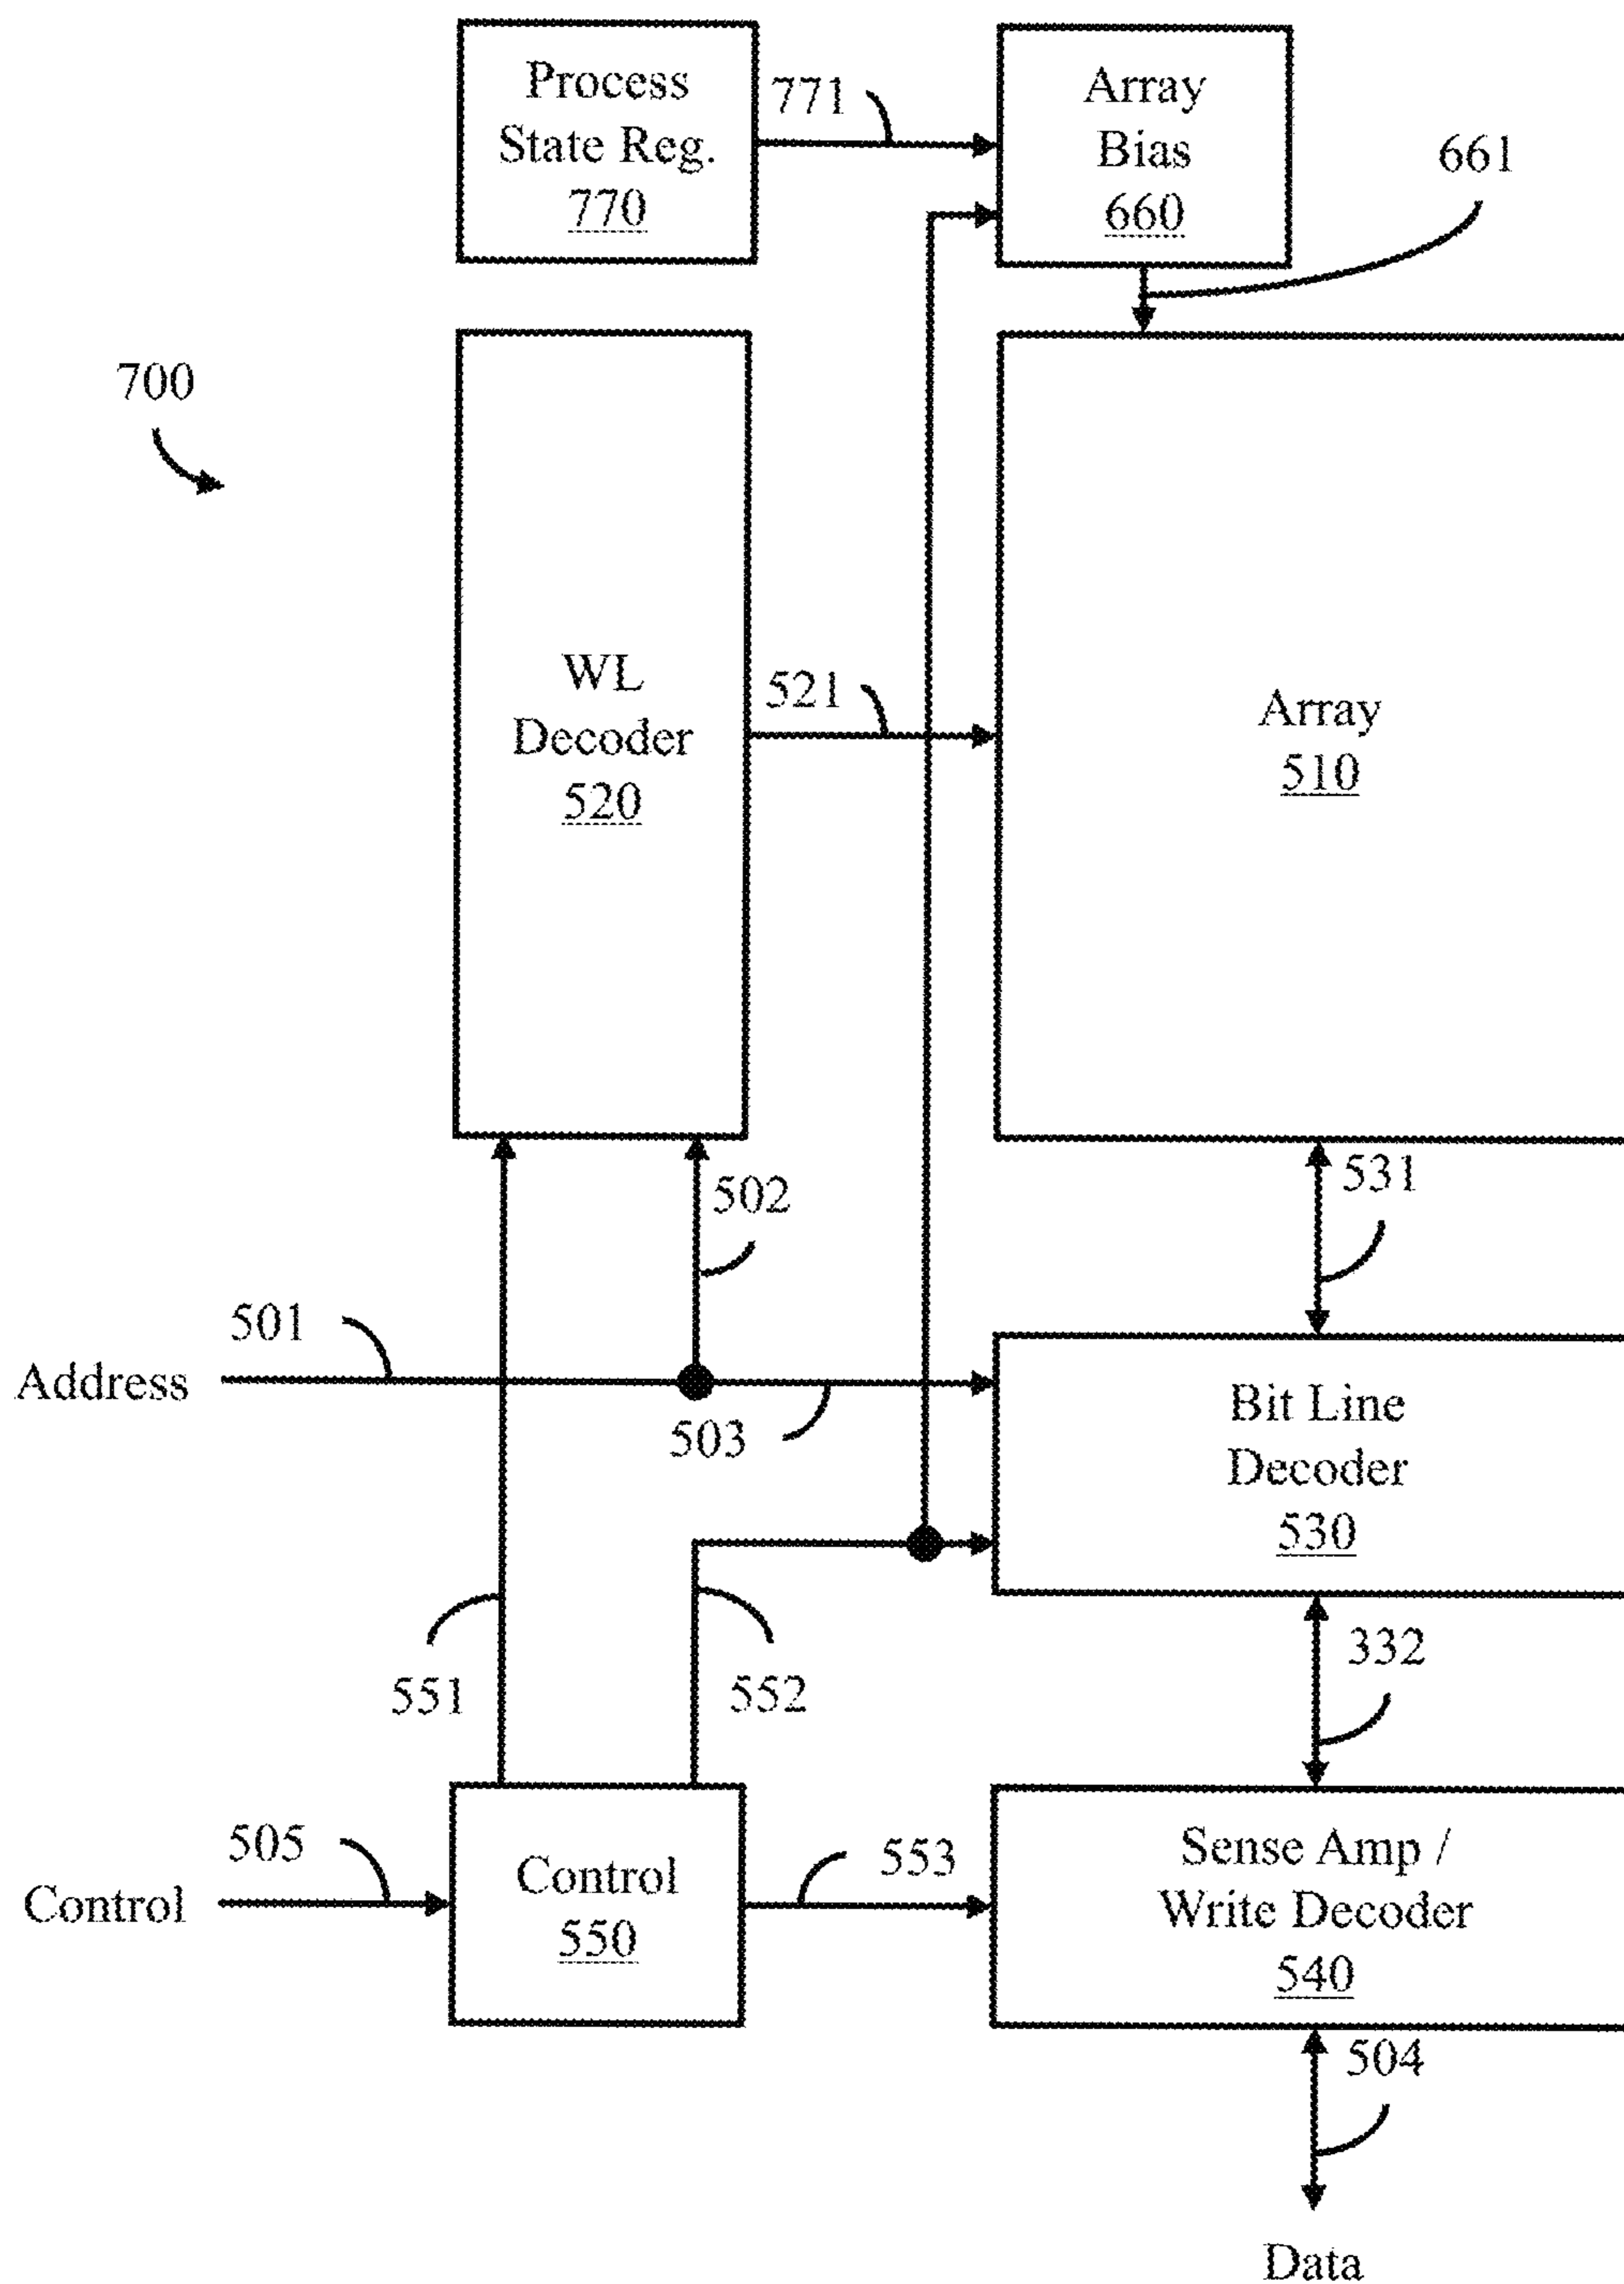 Process
State Reg.
770
771
Array
Bias
660
661
700
WL
Decoder
520
521
Array
510
502
531
501
Address
503
Bit Line
Decoder
530
551
552
332
505
Control
Control
550
553
Sense Amp /
Write Decoder
540
504
Data